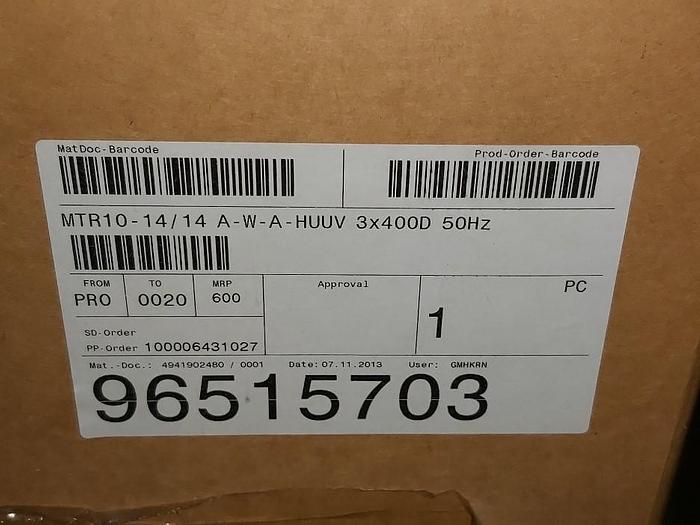 MatDoc-Barcode
Prod-Order-Barcode
MTR10-14/14 A-W-A-HUUV 3x400D 50Hz
FROM TO MRP Approval PC
PRO 0020 600
1
SD-Order
PP-Order 100006431027
Mat.-Doc.: 4941902480 / 0001 Date: 07.11.2013 User: GMHKRN
96515703